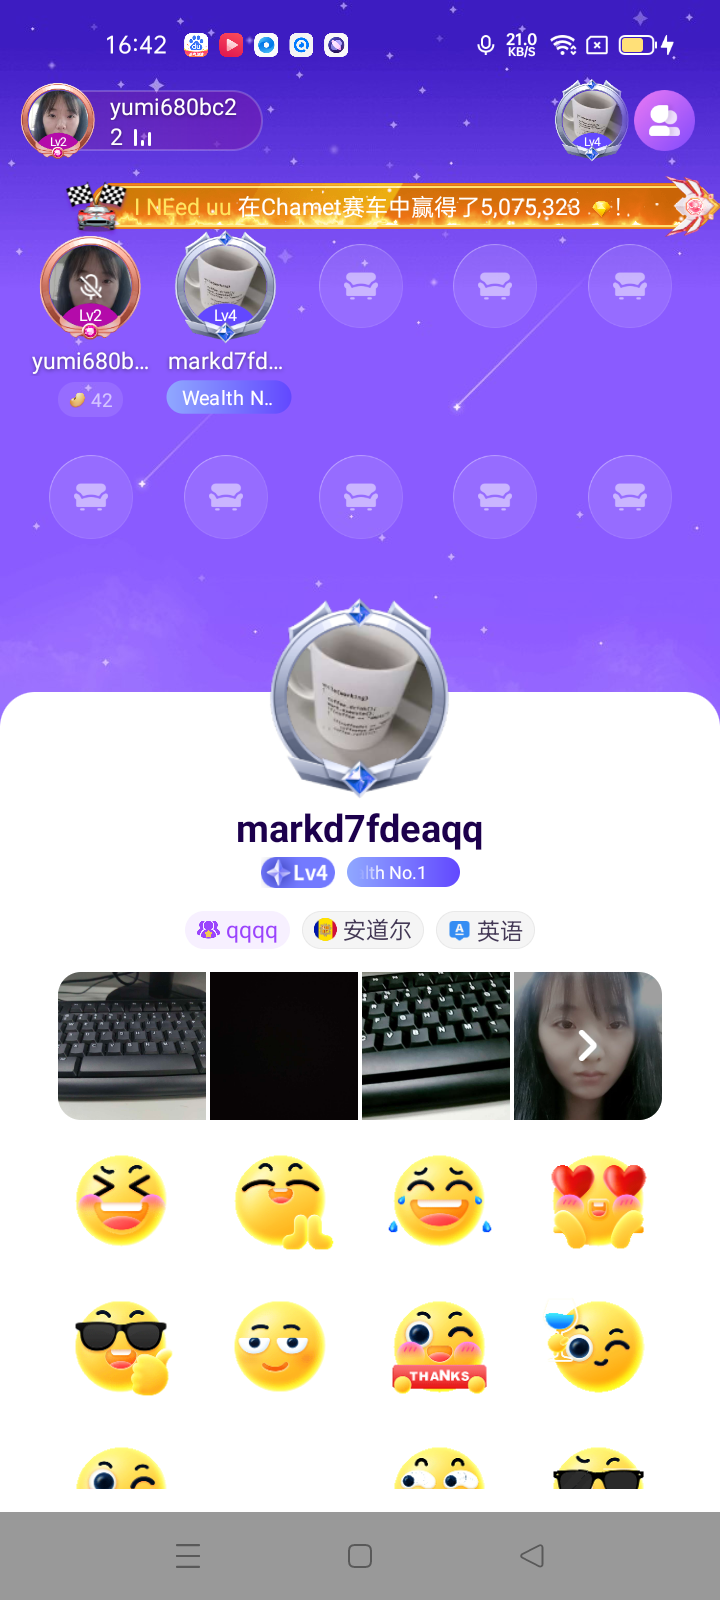 16:42
21.0
KB/S
yumi680bc2
2
Lv2
Lv4
I NEed uu 在Chamet赛车中赢得了5,075,323 !
Lv2
Lv4
yumi680b...
markd7fd...
42
Wealth N..
while(working)
markd7fdeaqq
Lv4
lth No.1
qqqq
安道尔
A 英语
THANKS